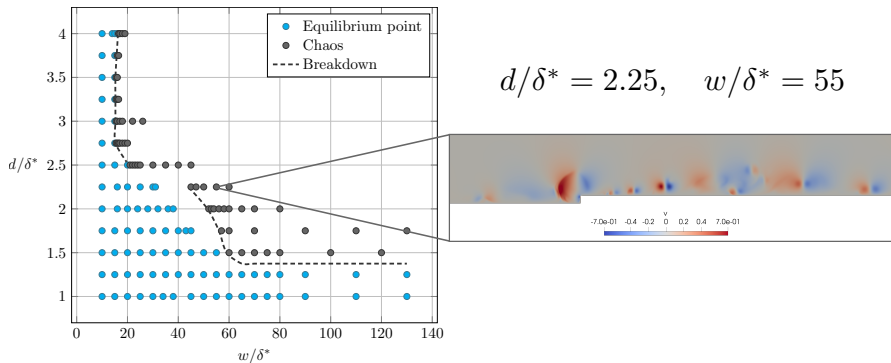 Equilibrium point
Chaos
Breakdown
4
3.5
3
2.5
2
1.5
1
d/δ*
0
20
40
60
80
100
120
140
w/δ*
d/δ* = 2.25, w/δ* = 55
v
-7.0e-01 -0.4 -0.2 0 0.2 0.4 7.0e-01